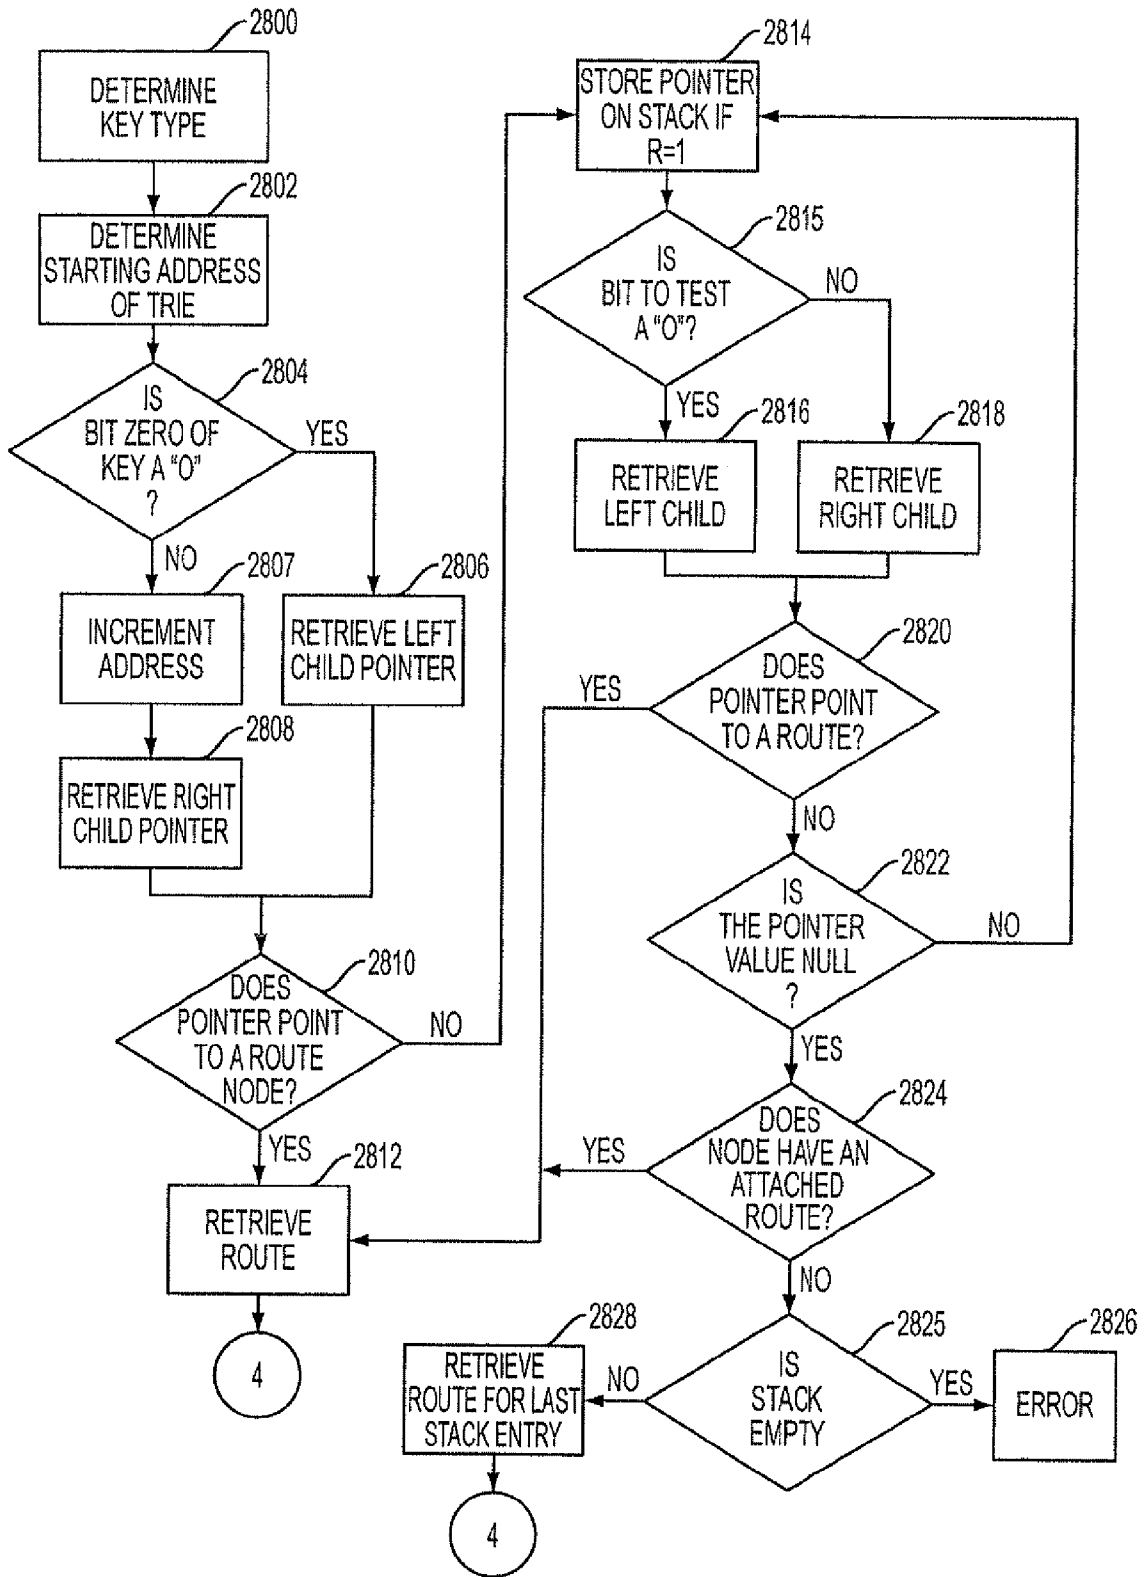 2800
DETERMINE
KEY TYPE
2802
DETERMINE
STARTING ADDRESS
OF TRIE
2804
IS
BIT ZERO OF
KEY A "0"
?
YES
NO
2807
INCREMENT
ADDRESS
2806
RETRIEVE LEFT
CHILD POINTER
2808
RETRIEVE RIGHT
CHILD POINTER
2810
DOES
POINTER POINT
TO A ROUTE
NODE?
NO
YES
2812
RETRIEVE
ROUTE
4
2814
STORE POINTER
ON STACK IF
R=1
2815
IS
BIT TO TEST
A "0"?
NO
YES
2816
RETRIEVE
LEFT CHILD
2818
RETRIEVE
RIGHT CHILD
2820
DOES
POINTER POINT
TO A ROUTE?
YES
NO
2822
IS
THE POINTER
VALUE NULL
?
NO
YES
2824
DOES
NODE HAVE AN
ATTACHED
ROUTE?
YES
NO
2825
IS
STACK
EMPTY
NO
YES
2826
ERROR
2828
RETRIEVE
ROUTE FOR LAST
STACK ENTRY
4